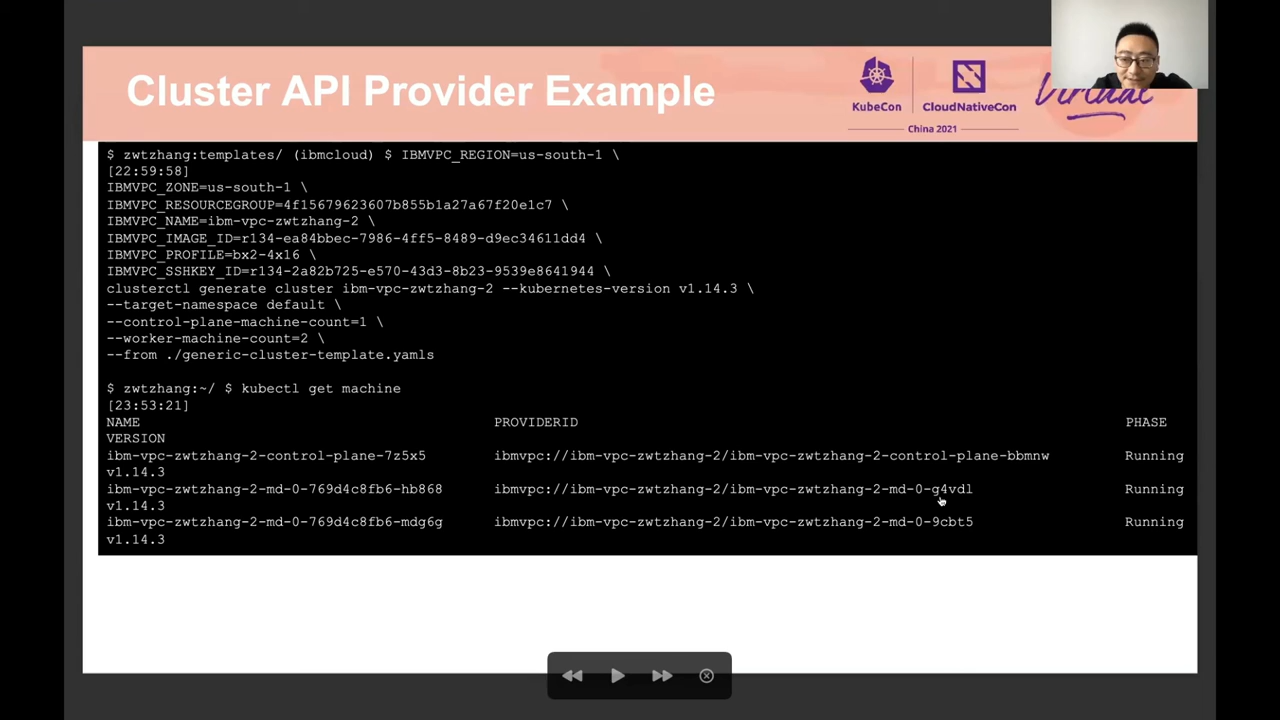 Cluster API Provider Example
KubeCon
CloudNativeCon
China 2021
Virtual
$ zwtzhang:templates/ (ibmcloud) $ IBMVPC_REGION=us-south-1 \
[22:59:58]
IBMVPC_ZONE=us-south-1 \
IBMVPC_RESOURCEGROUP=4f15679623607b855b1a27a67f20e1c7 \
IBMVPC_NAME=ibm-vpc-zwtzhang-2 \
IBMVPC_IMAGE_ID=r134-ea84bbec-7986-4ff5-8489-d9ec34611dd4 \
IBMVPC_PROFILE=bx2-4x16 \
IBMVPC_SSHKEY_ID=r134-2a82b725-e570-43d3-8b23-9539e8641944 \
clusterctl generate cluster ibm-vpc-zwtzhang-2 --kubernetes-version v1.14.3 \
--target-namespace default \
--control-plane-machine-count=1 \
--worker-machine-count=2 \
--from ./generic-cluster-template.yamls
$ zwtzhang:~/ $ kubectl get machine
[23:53:21]
NAME PROVIDERID PHASE
VERSION
ibm-vpc-zwtzhang-2-control-plane-7z5x5 ibmvpc://ibm-vpc-zwtzhang-2/ibm-vpc-zwtzhang-2-control-plane-bbmnw Running
v1.14.3
ibm-vpc-zwtzhang-2-md-0-769d4c8fb6-hb868 ibmvpc://ibm-vpc-zwtzhang-2/ibm-vpc-zwtzhang-2-md-0-g4vdl Running
v1.14.3
ibm-vpc-zwtzhang-2-md-0-769d4c8fb6-mdg6g ibmvpc://ibm-vpc-zwtzhang-2/ibm-vpc-zwtzhang-2-md-0-9cbt5 Running
v1.14.3